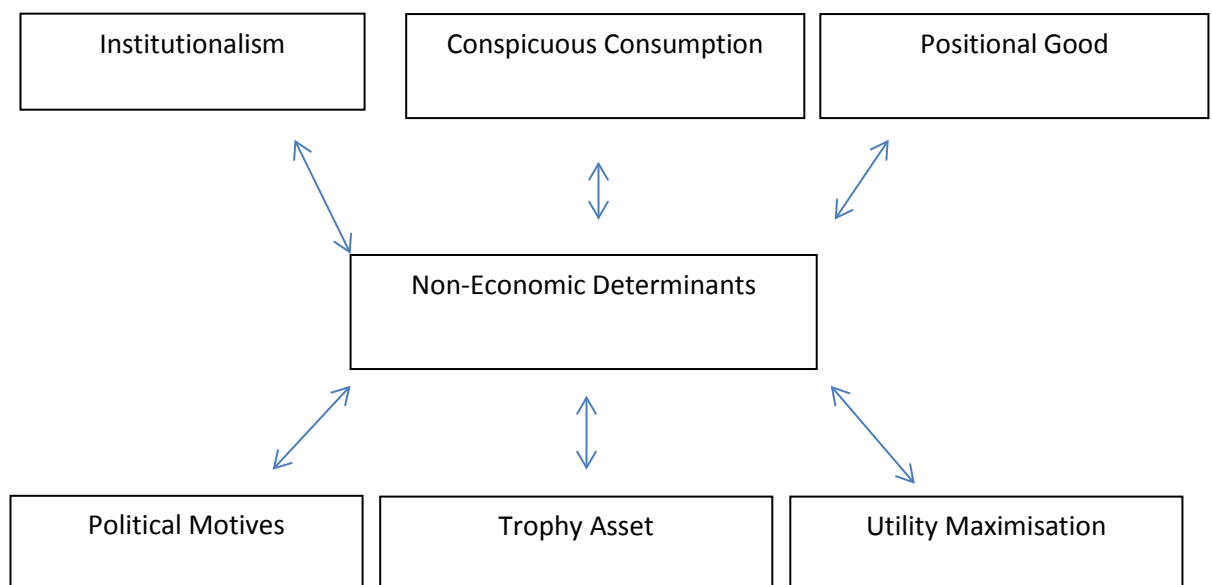 Institutionalism
Conspicuous Consumption
Positional Good
Non-Economic Determinants
Political Motives
Trophy Asset
Utility Maximisation